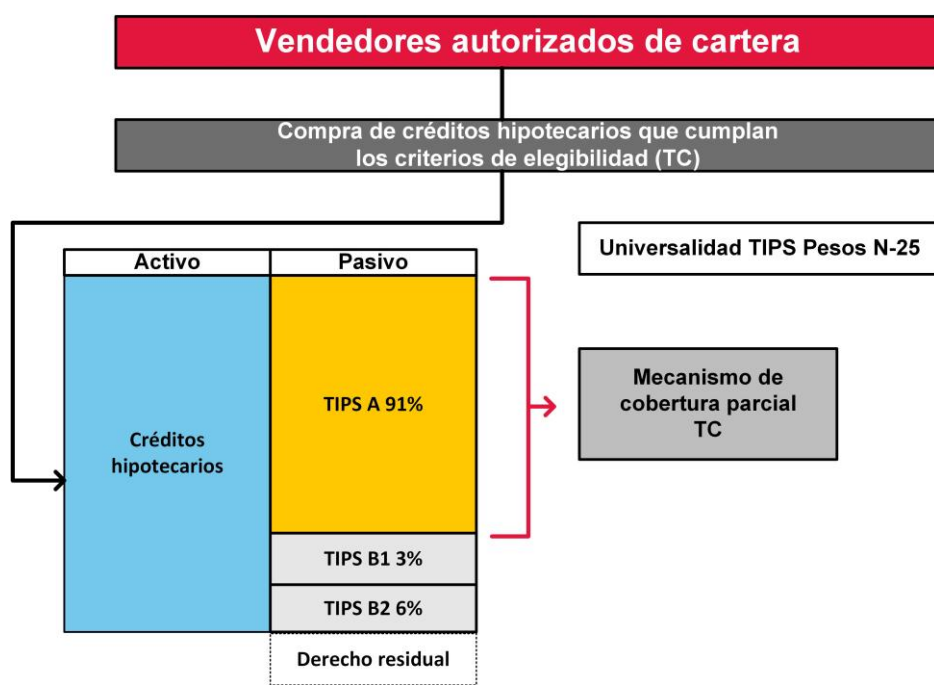 Vendedores autorizados de cartera
Compra de créditos hipotecarios que cumplan
los criterios de elegibilidad (TC)
Universalidad TIPS Pesos N-25
Activo
Pasivo
TIPS A 91%
Mecanismo de
cobertura parcial
TC
Créditos
hipotecarios
TIPS B1 3%
TIPS B2 6%
Derecho residual